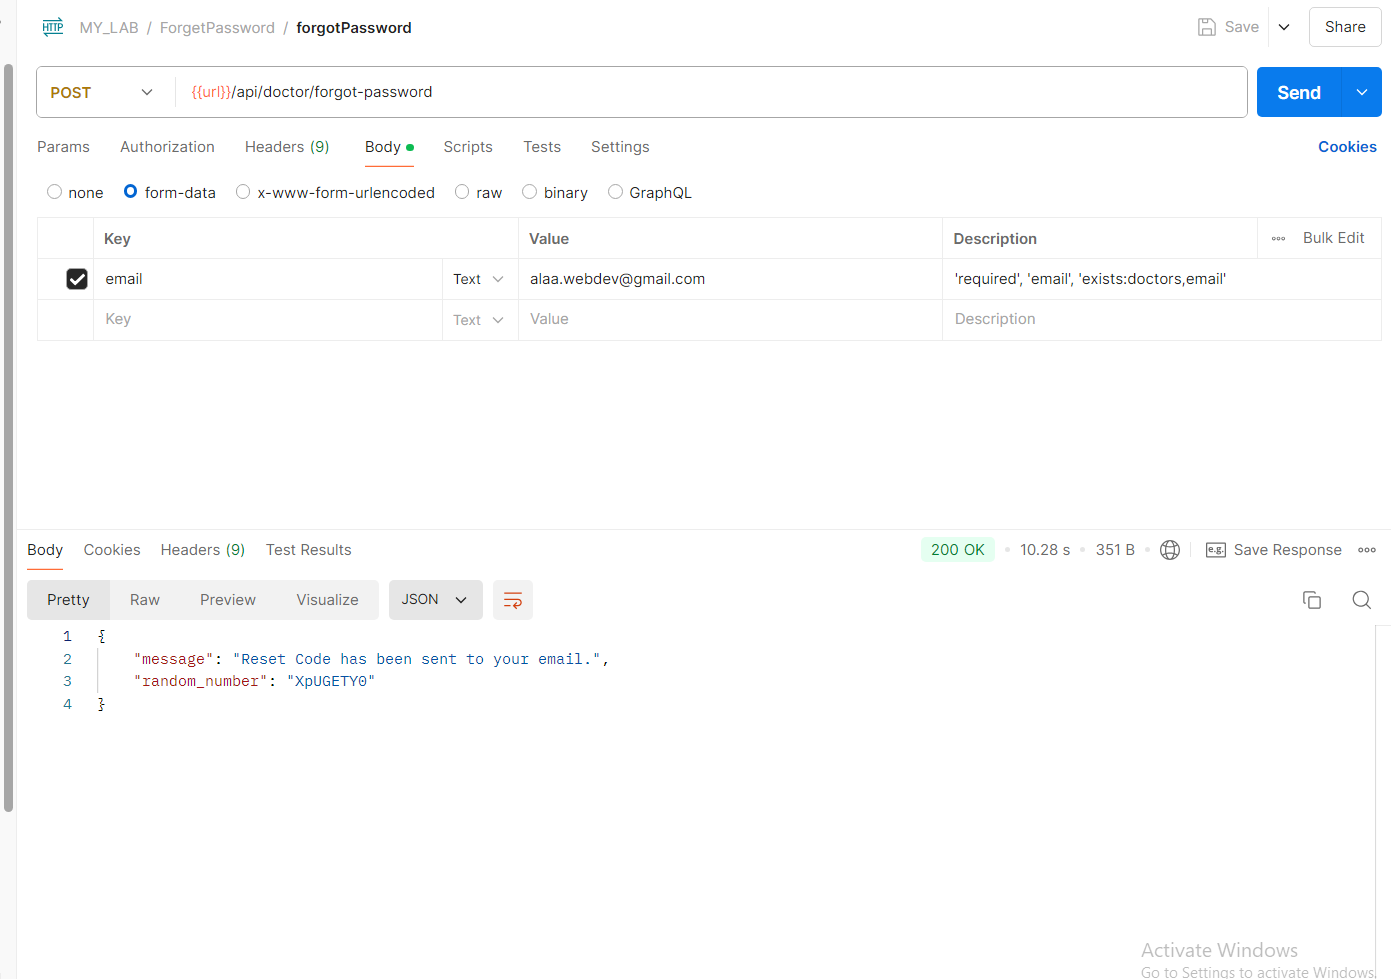 HTTP MY_LAB / ForgetPassword / forgotPassword Save Share
POST {{url}}/api/doctor/forgot-password Send
Params Authorization Headers (9) Body Scripts Tests Settings Cookies
none form-data x-www-form-urlencoded raw binary GraphQL
Key Value Description Bulk Edit
email Text alaa.webdev@gmail.com 'required', 'email', 'exists:doctors,email'
Key Text Value Description
Body Cookies Headers (9) Test Results 200 OK 10.28 s 351 B e.g. Save Response
Pretty Raw Preview Visualize JSON
1 {
2 "message": "Reset Code has been sent to your email.",
3 "random_number": "XpUGETY0"
4 }
Activate Windows
Go to Settings to activate Windows.